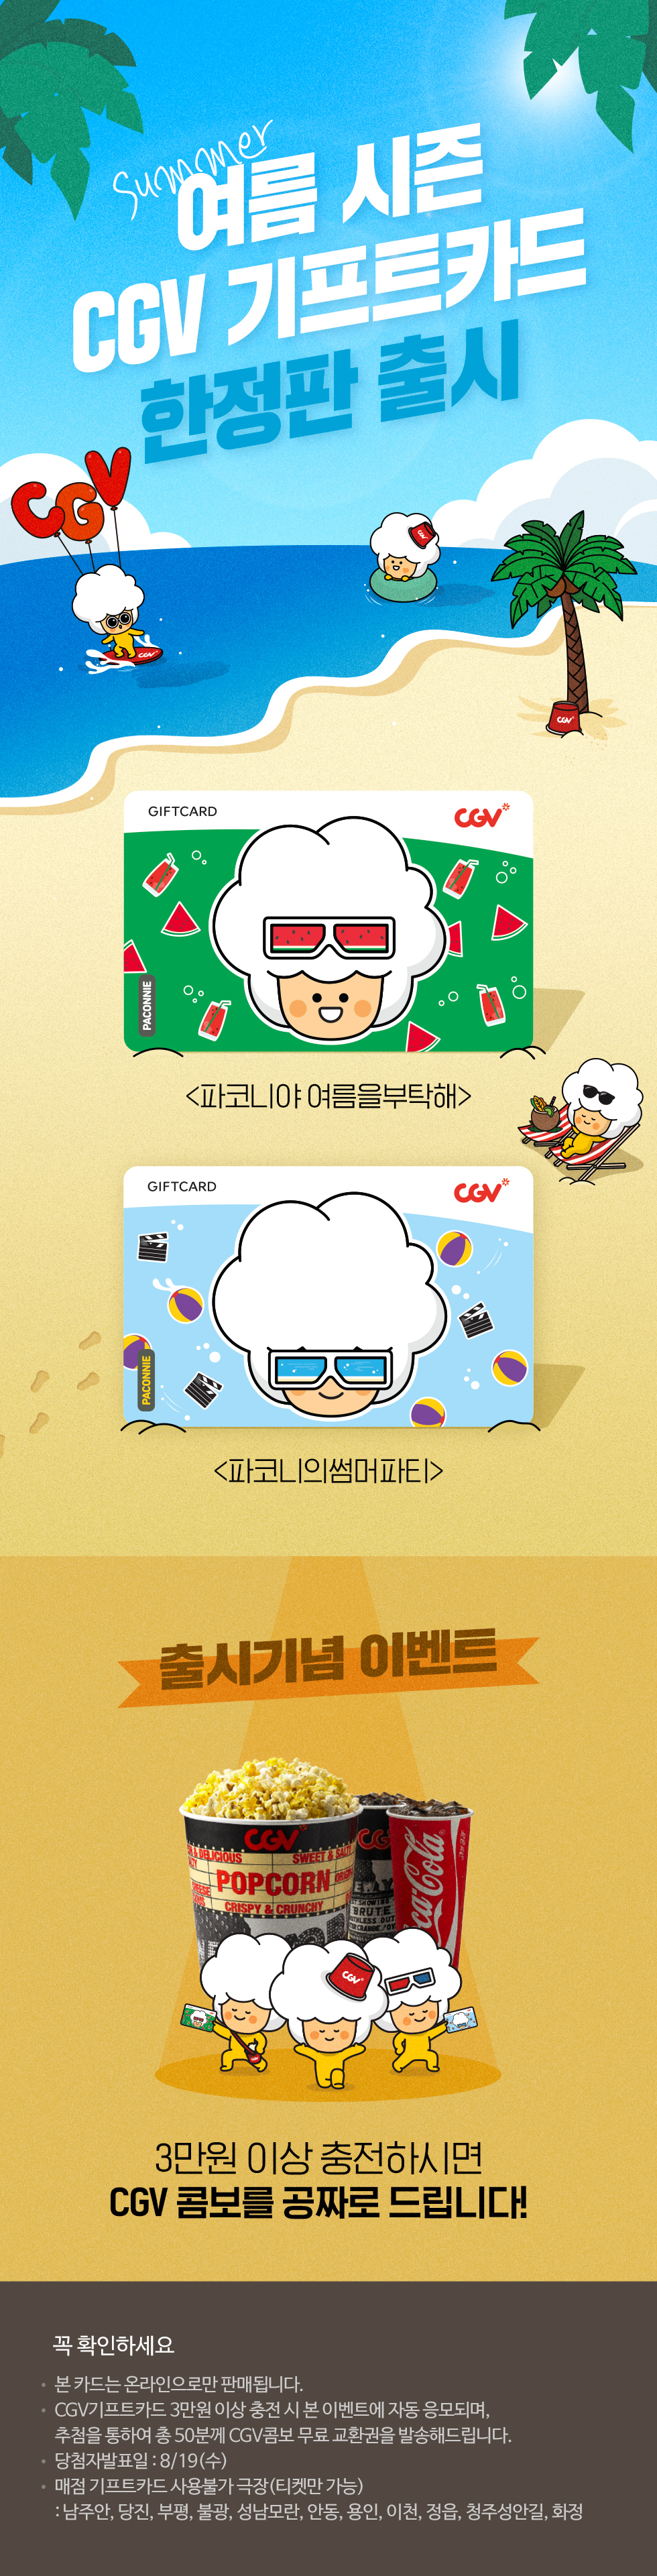 Summer
여름 시즌
CGV 기프트카드
한정판 출시
CGV
CGV
CGV
CGV
GIFTCARD
CGV
PACONNIE
<파코니야 여름을부탁해>
GIFTCARD
CGV
PACONNIE
<파코니의썸머파티>
출시기념 이벤트
CGV
& DELICIOUS
SWEET & SALTY
POPCORN
CRISPY & CRUNCHY
BRUTE
Coca-Cola
CGV
3만원 이상 충전하시면
CGV 콤보를 공짜로 드립니다!
꼭 확인하세요
• 본 카드는 온라인으로만 판매됩니다.
• CGV기프트카드 3만원 이상 충전 시 본 이벤트에 자동 응모되며,
추첨을 통하여 총 50분께 CGV콤보 무료 교환권을 발송해드립니다.
• 당첨자발표일 : 8/19(수)
• 매점 기프트카드 사용불가 극장(티켓만 가능)
: 남주안, 당진, 부평, 불광, 성남모란, 안동, 용인, 이천, 정읍, 청주성안길, 화정